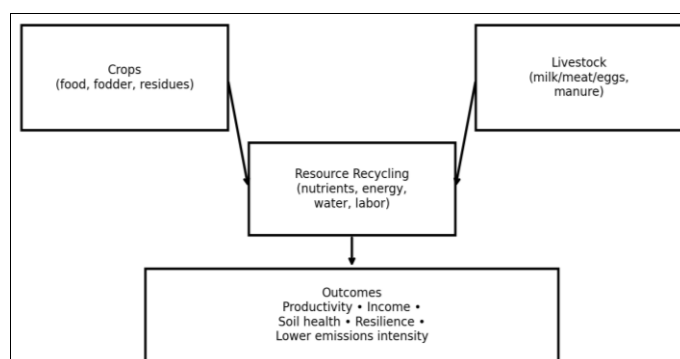 Crops
(food, fodder, residues)
Livestock
(milk/meat/eggs,
manure)
Resource Recycling
(nutrients, energy,
water, labor)
Outcomes
Productivity • Income •
Soil health • Resilience •
Lower emissions intensity